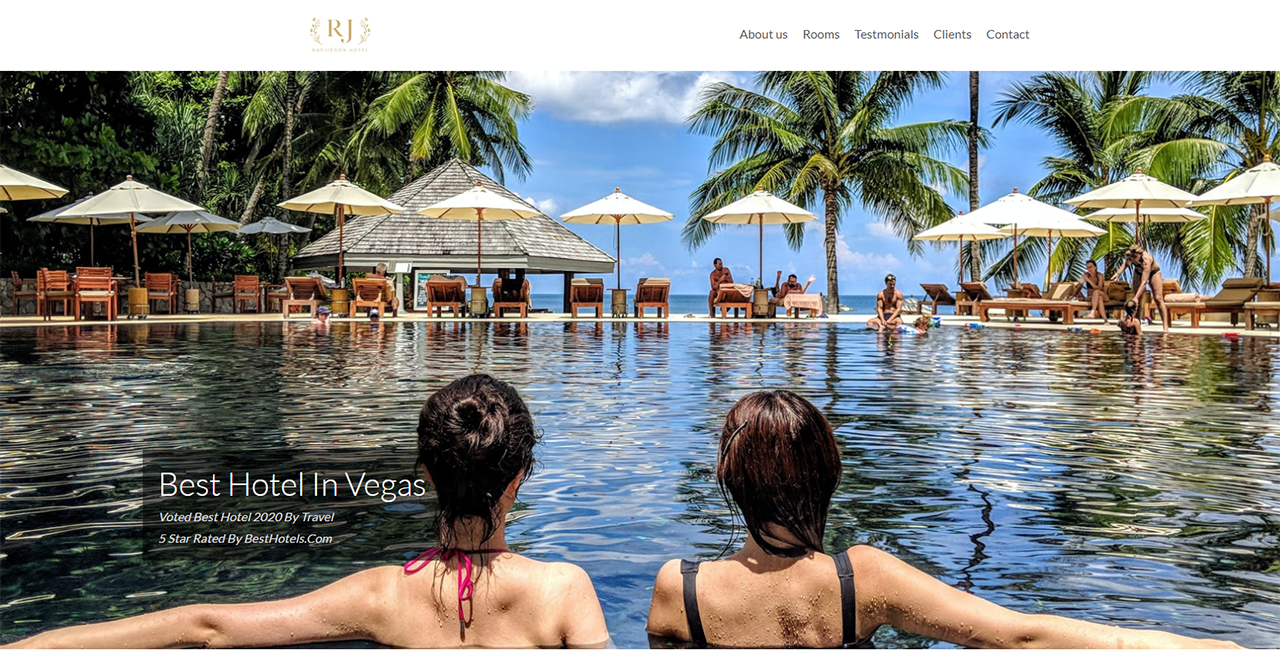 RJ
About us Rooms Testmonials Clients Contact
Best Hotel In Vegas
Voted Best Hotel 2020 By Travel
5 Star Rated By BestHotels.Com